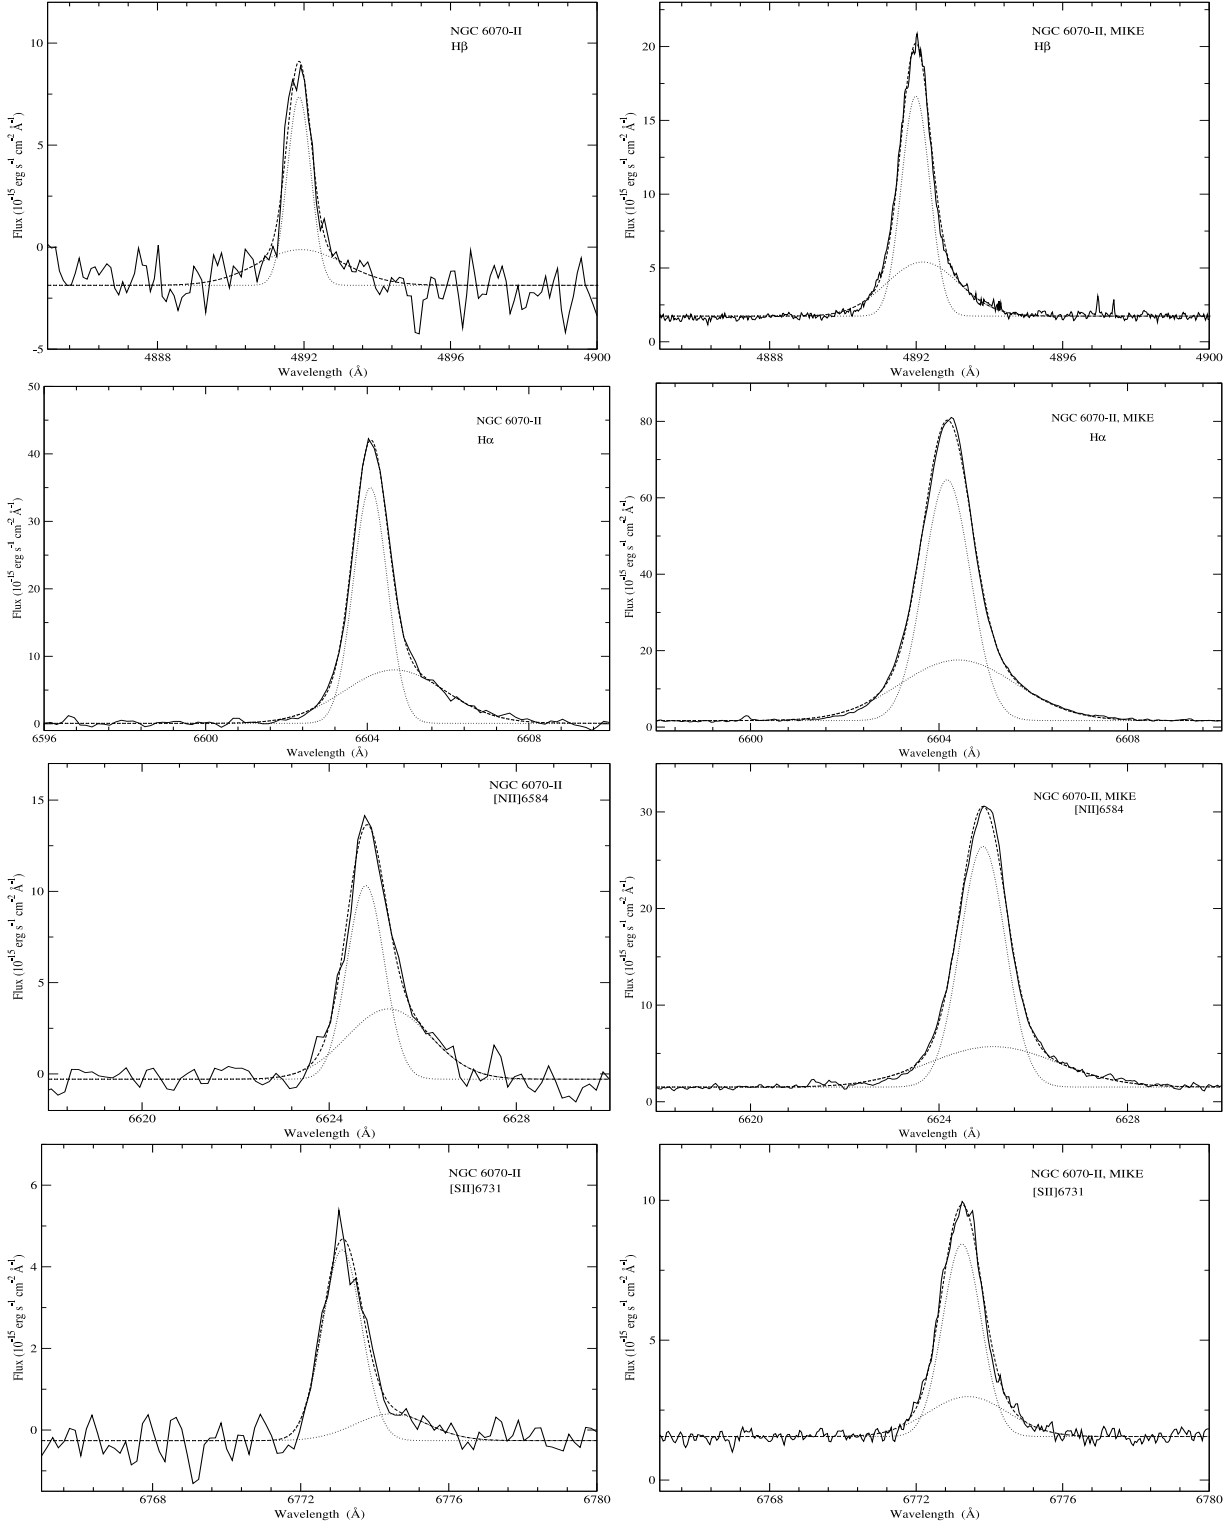 NGC 6070-II
Hβ
10
5
0
-5
4888
4892
4896
4900
Wavelength (Å)
Flux (10⁻¹⁵ erg s⁻¹ cm⁻² Å⁻¹)
NGC 6070-II, MIKE
Hβ
20
15
10
5
0
4888
4892
4896
4900
Wavelength (Å)
Flux (10⁻¹⁵ erg s⁻¹ cm⁻² Å⁻¹)
NGC 6070-II
Hα
50
40
30
20
10
0
6596
6600
6604
6608
Wavelength (Å)
Flux (10⁻¹⁵ erg s⁻¹ cm⁻² Å⁻¹)
NGC 6070-II, MIKE
Hα
80
60
40
20
0
6600
6604
6608
Wavelength (Å)
Flux (10⁻¹⁵ erg s⁻¹ cm⁻² Å⁻¹)
NGC 6070-II
[NII]6584
15
10
5
0
6620
6624
6628
Wavelength (Å)
Flux (10⁻¹⁵ erg s⁻¹ cm⁻² Å⁻¹)
NGC 6070-II, MIKE
[NII]6584
30
20
10
0
6620
6624
6628
Wavelength (Å)
Flux (10⁻¹⁵ erg s⁻¹ cm⁻² Å⁻¹)
NGC 6070-II
[SII]6731
6
4
2
0
6768
6772
6776
6780
Wavelength (Å)
Flux (10⁻¹⁵ erg s⁻¹ cm⁻² Å⁻¹)
NGC 6070-II, MIKE
[SII]6731
10
5
0
6768
6772
6776
6780
Wavelength (Å)
Flux (10⁻¹⁵ erg s⁻¹ cm⁻² Å⁻¹)